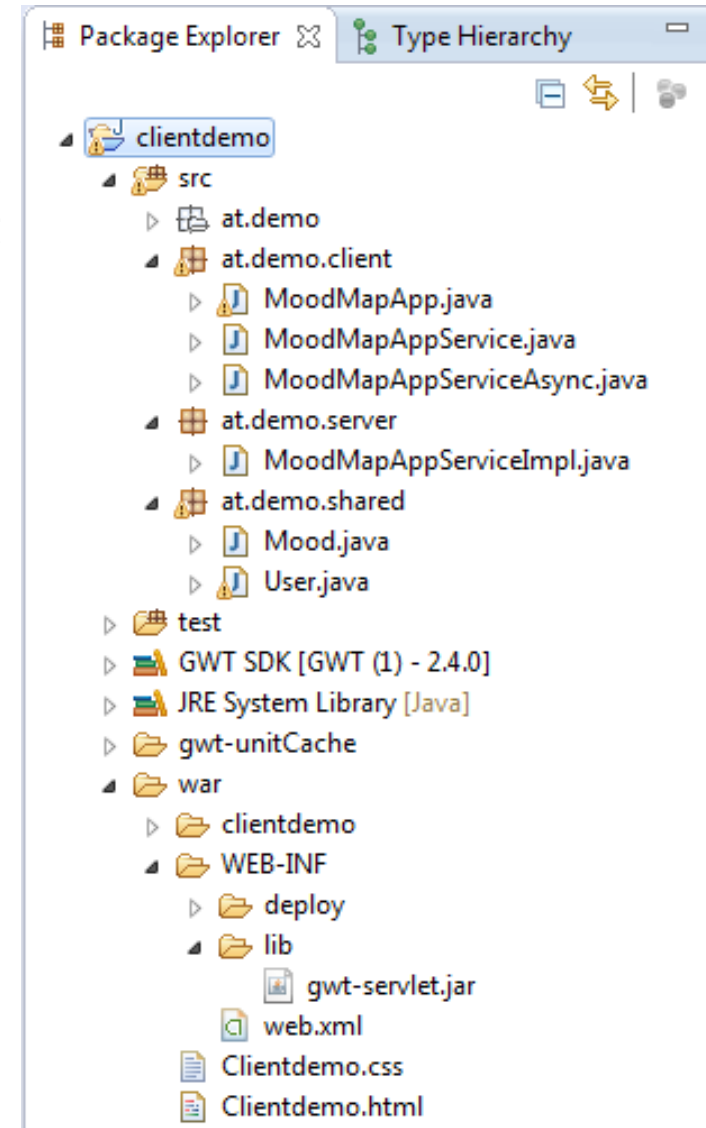 Package Explorer Type Hierarchy
clientdemo
src
at.demo
at.demo.client
MoodMapApp.java
MoodMapAppService.java
MoodMapAppServiceAsync.java
at.demo.server
MoodMapAppServiceImpl.java
at.demo.shared
Mood.java
User.java
test
GWT SDK [GWT (1) - 2.4.0]
JRE System Library [Java]
gwt-unitCache
war
clientdemo
WEB-INF
deploy
lib
gwt-servlet.jar
web.xml
Clientdemo.css
Clientdemo.html